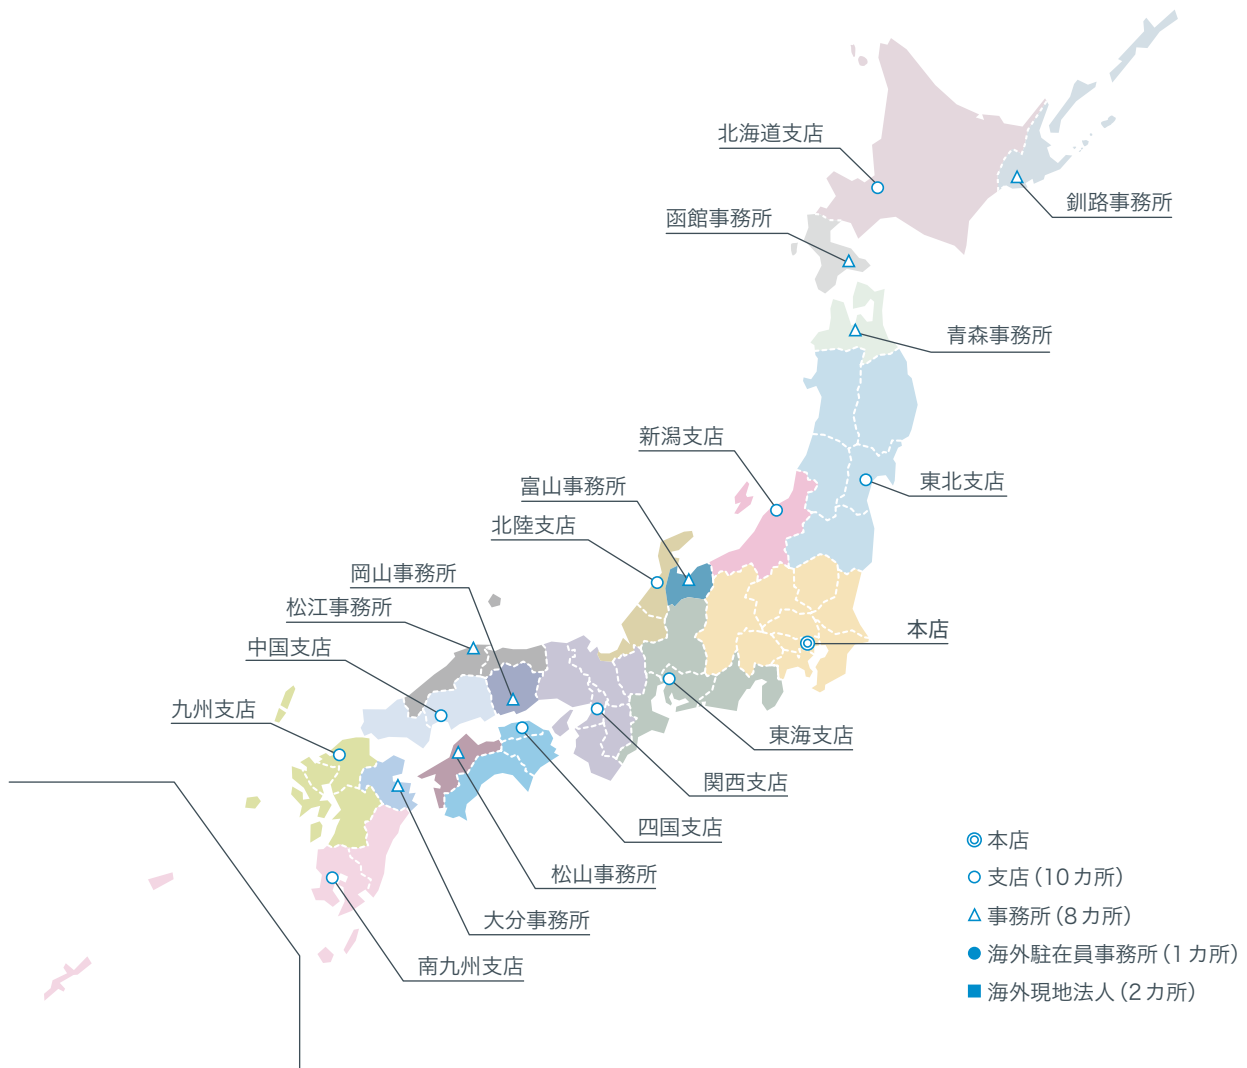 北海道支店
釧路事務所
函館事務所
青森事務所
新潟支店
東北支店
富山事務所
北陸支店
岡山事務所
松江事務所
本店
中国支店
九州支店
東海支店
関西支店
四国支店
松山事務所
大分事務所
南九州支店
本店
支店（10カ所）
事務所（8カ所）
海外駐在員事務所（1カ所）
海外現地法人（2カ所）